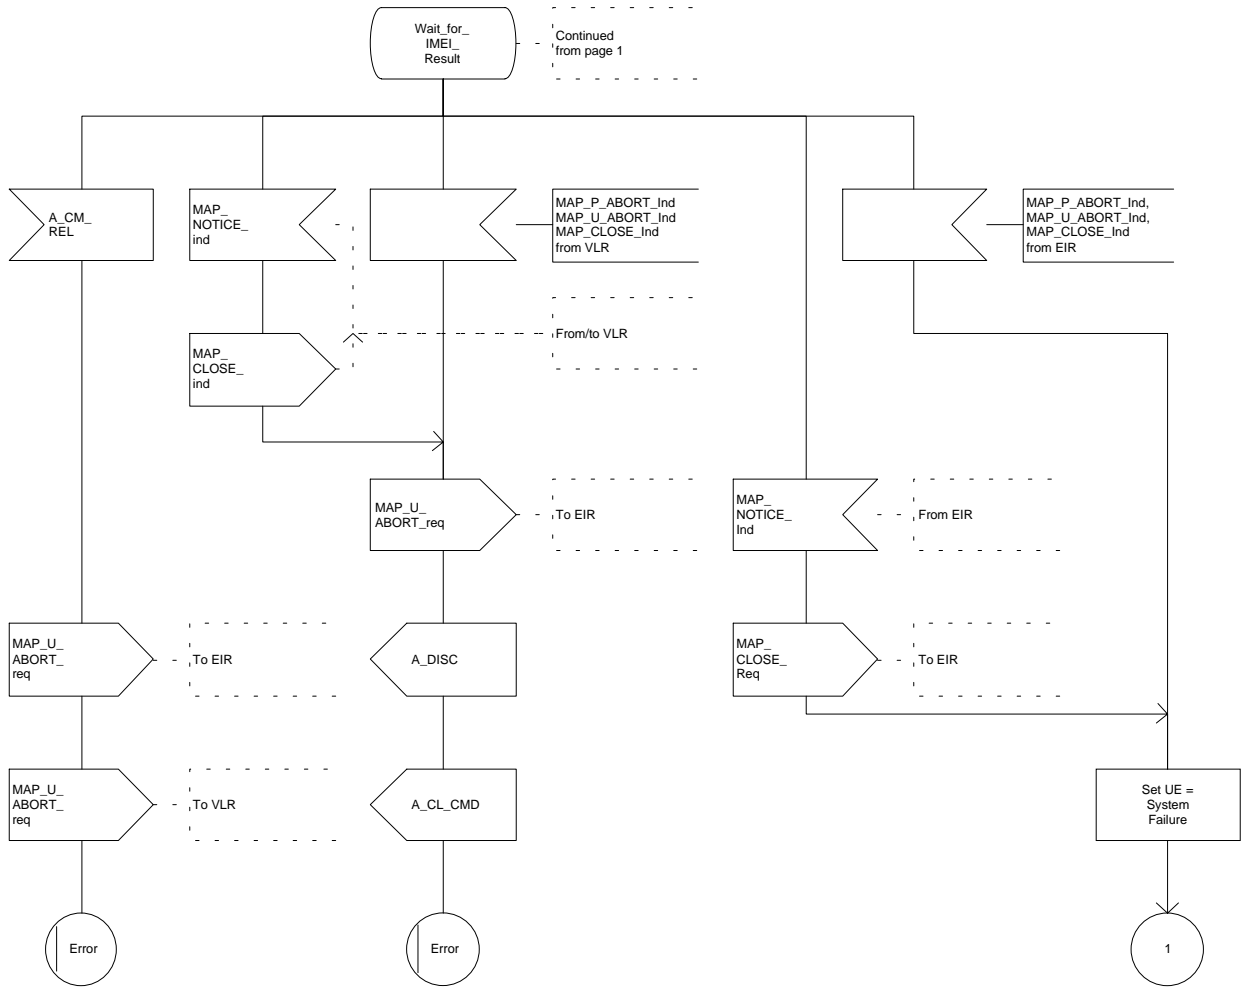 Wait_for_
IMEI_
Result
Continued
from page 1
A_CM_
REL
MAP_
NOTICE_
ind
MAP_P_ABORT_Ind
MAP_U_ABORT_Ind
MAP_CLOSE_Ind
from VLR
MAP_P_ABORT_Ind,
MAP_U_ABORT_Ind,
MAP_CLOSE_Ind
from EIR
MAP_
CLOSE_
ind
From/to VLR
MAP_U_
ABORT_req
To EIR
MAP_
NOTICE_
Ind
From EIR
MAP_U_
ABORT_
req
To EIR
A_DISC
MAP_
CLOSE_
Req
To EIR
MAP_U_
ABORT_
req
To VLR
A_CL_CMD
Set UE =
System
Failure
Error
Error
1